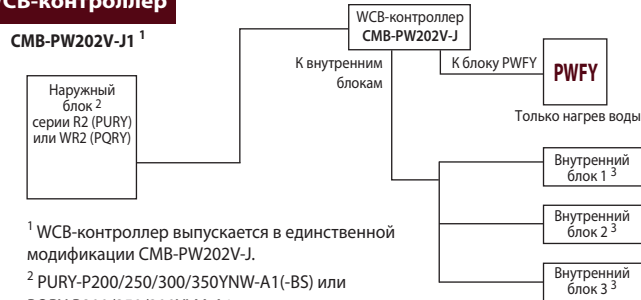 WCB-контроллер
CMB-PW202V-J1 1
WCB-контроллер
CMB-PW202V-J
К внутренним
блокам
К блоку PWFY
PWFY
Только нагрев воды
Наружный
блок 2
серии R2 (PURY)
или WR2 (PQRY)
Внутренний
блок 1 3
Внутренний
блок 2 3
Внутренний
блок 3 3
1 WCB-контроллер выпускается в единственной
модификации CMB-PW202V-J.
2 PURY-P200/250/300/350YNW-A1(-BS) или